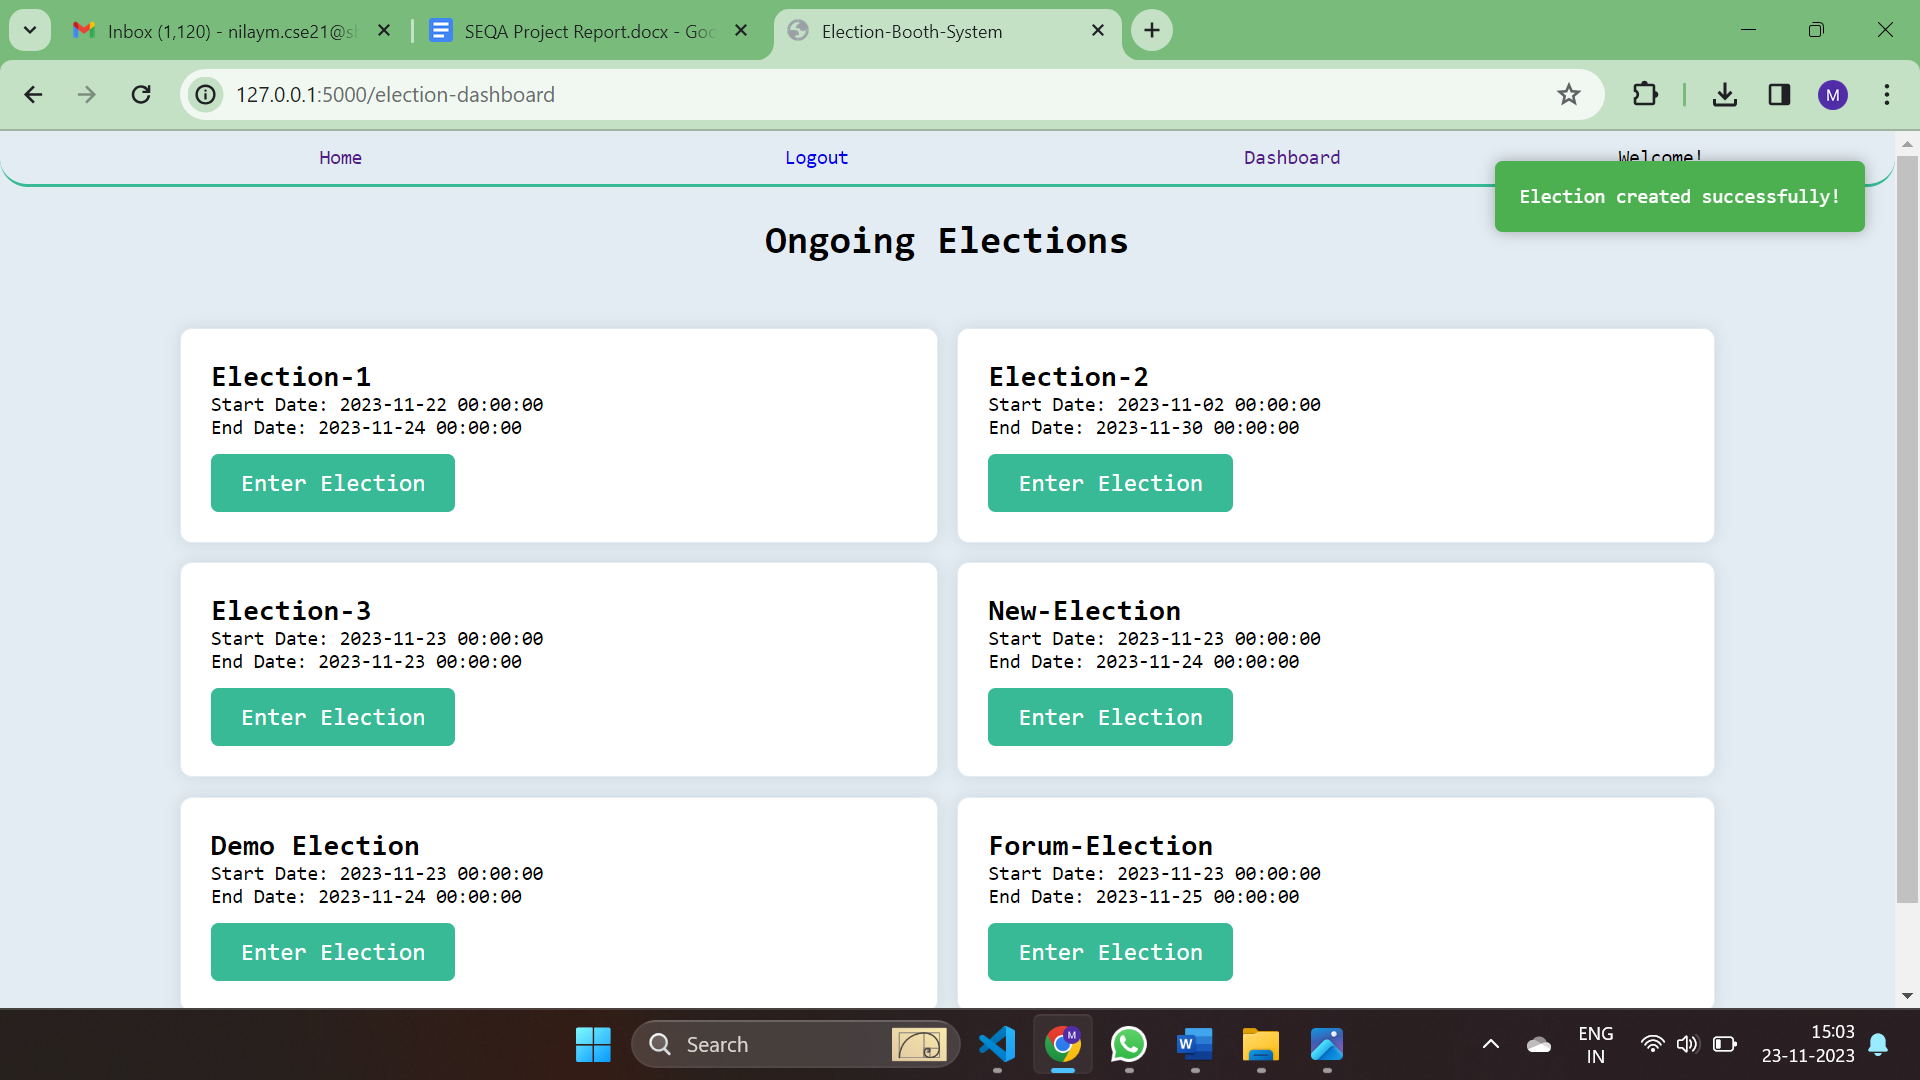 Inbox (1,120) - nilaym.cse21@sb
SEQA Project Report.docx - Goo
Election-Booth-System
127.0.0.1:5000/election-dashboard
M
Home
Logout
Dashboard
Welcome!
Election created successfully!
Ongoing Elections
Election-1
Start Date: 2023-11-22 00:00:00
End Date: 2023-11-24 00:00:00
Enter Election
Election-2
Start Date: 2023-11-02 00:00:00
End Date: 2023-11-30 00:00:00
Enter Election
Election-3
Start Date: 2023-11-23 00:00:00
End Date: 2023-11-23 00:00:00
Enter Election
New-Election
Start Date: 2023-11-23 00:00:00
End Date: 2023-11-24 00:00:00
Enter Election
Demo Election
Start Date: 2023-11-23 00:00:00
End Date: 2023-11-24 00:00:00
Enter Election
Forum-Election
Start Date: 2023-11-23 00:00:00
End Date: 2023-11-25 00:00:00
Enter Election
Search
M
W
ENG
IN
15:03
23-11-2023